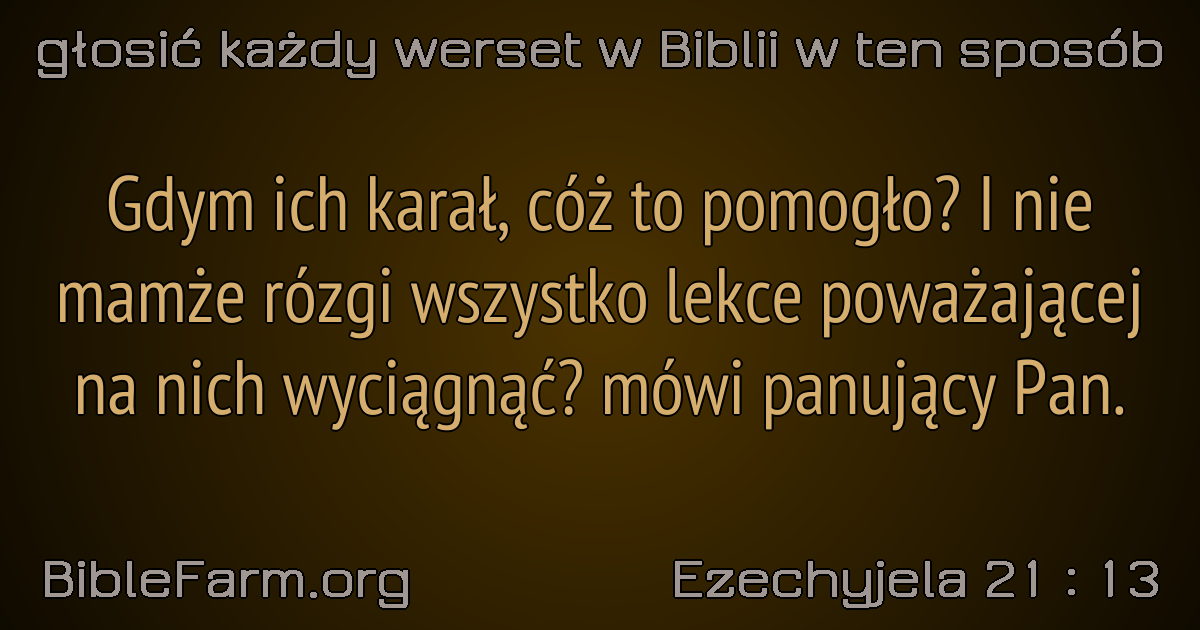 głosić każdy werset w Biblii w ten sposób
Gdym ich karał, cóż to pomogło? I nie
mamże rózgi wszystko lekce poważającej
na nich wyciągnąć? mówi panujący Pan.
BibleFarm.org
Ezechyjela 21 : 13